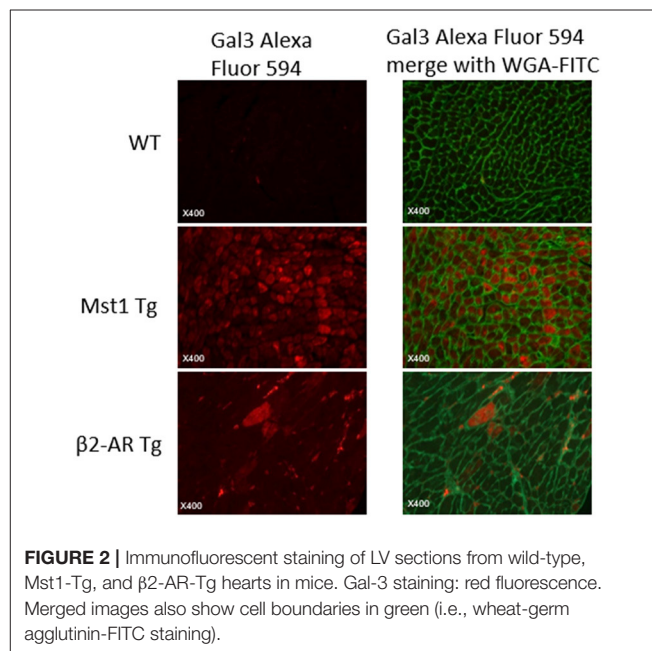 Gal3 Alexa
Fluor 594
Gal3 Alexa Fluor 594
merge with WGA-FITC
WT
X400
X400
Mst1 Tg
X400
X400
β2-AR Tg
X400
X400
FIGURE 2 | Immunofluorescent staining of LV sections from wild-type,
Mst1-Tg, and β2-AR-Tg hearts in mice. Gal-3 staining: red fluorescence.
Merged images also show cell boundaries in green (i.e., wheat-germ
agglutinin-FITC staining).